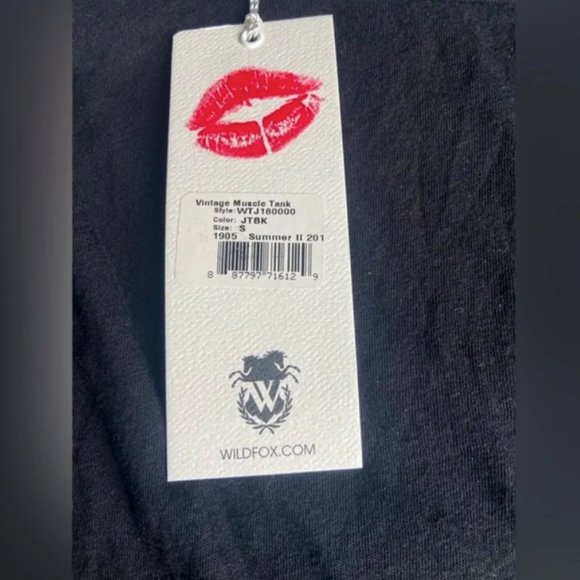 Vintage Muscle Tank
Style: WTJ180000
Color: JTBK
Size: S
1905 Summer II 201
8 87797 71612 9
W
WILDFOX.COM